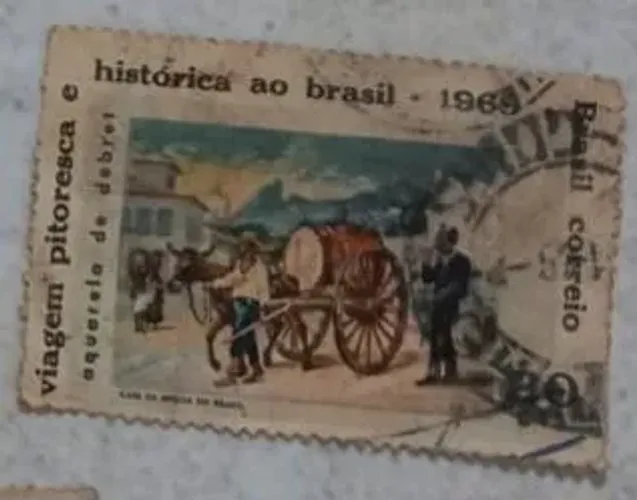 viagem pitoresca e
histórica ao brasil - 1965
aquarela de debret
Brasil correio